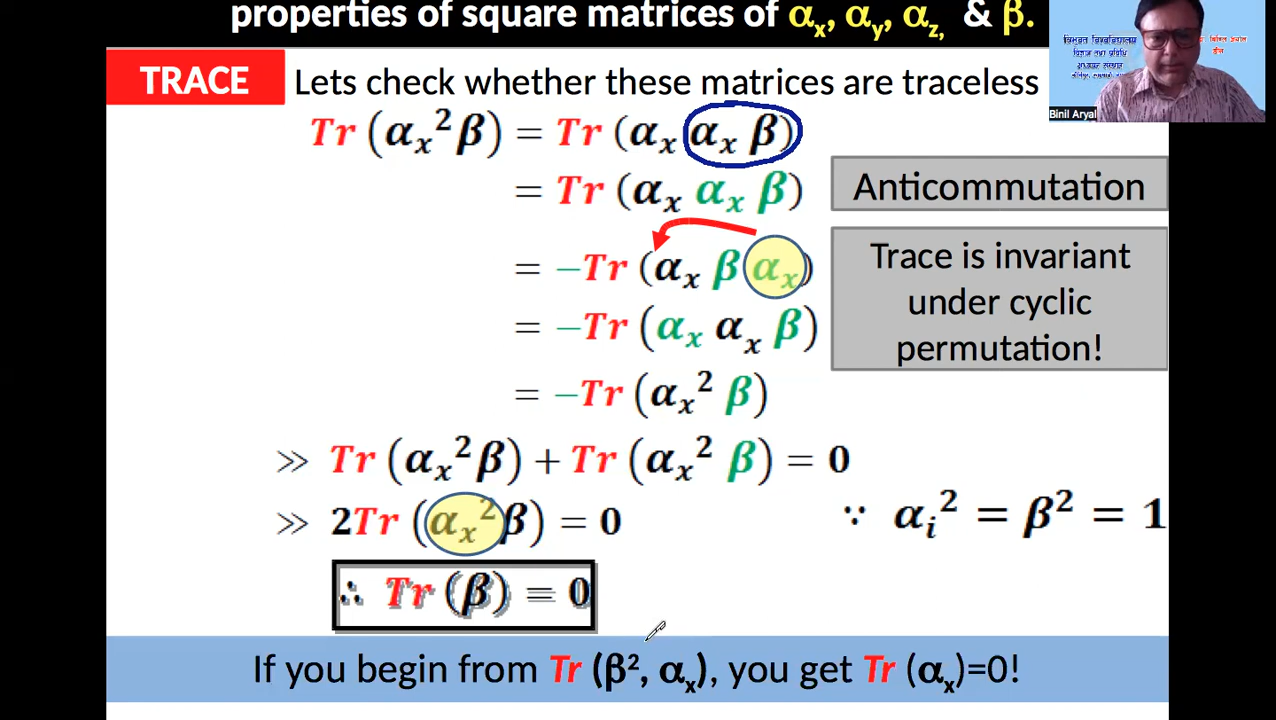 properties of square matrices of αx, αy, αz, & β.
TRACE Lets check whether these matrices are traceless
Tr (αx²β) = Tr (αx αx β)
= Tr (αx αx β)
Anticommutation
= −Tr (αx β αx)
Trace is invariant
under cyclic
permutation!
= −Tr (αx αx β)
= −Tr (αx² β)
≫ Tr (αx²β) + Tr (αx² β) = 0
≫ 2Tr (αx²β) = 0
∵ αi² = β² = 1
∴ Tr (β) = 0
If you begin from Tr (β², αx), you get Tr (αx)=0!
त्रिभुवन विश्वविद्यालय
Binil Aryal